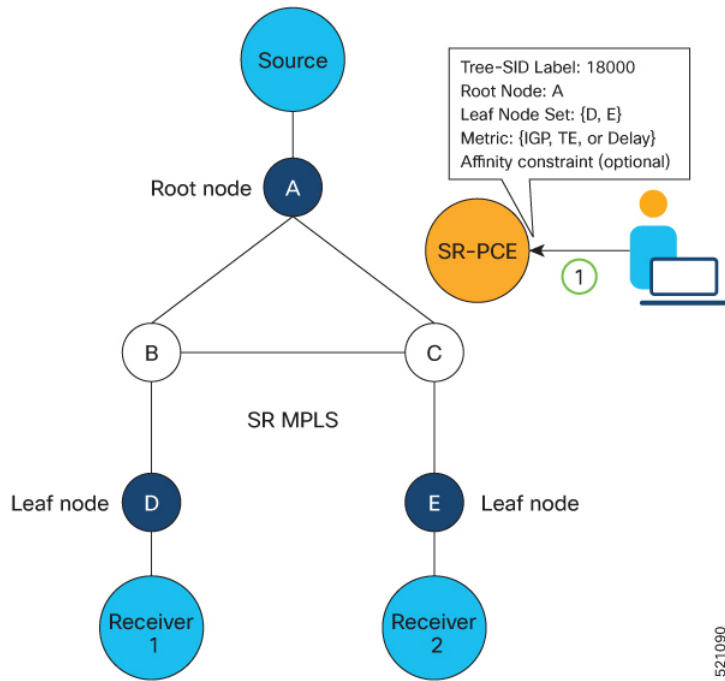 Source
Tree-SID Label: 18000
Root Node: A
Leaf Node Set: {D, E}
Metric: {IGP, TE, or Delay}
Affinity constraint (optional)
Root node
A
SR-PCE
1
B
C
SR MPLS
Leaf node
D
E
Leaf node
Receiver
1
Receiver
2
521090